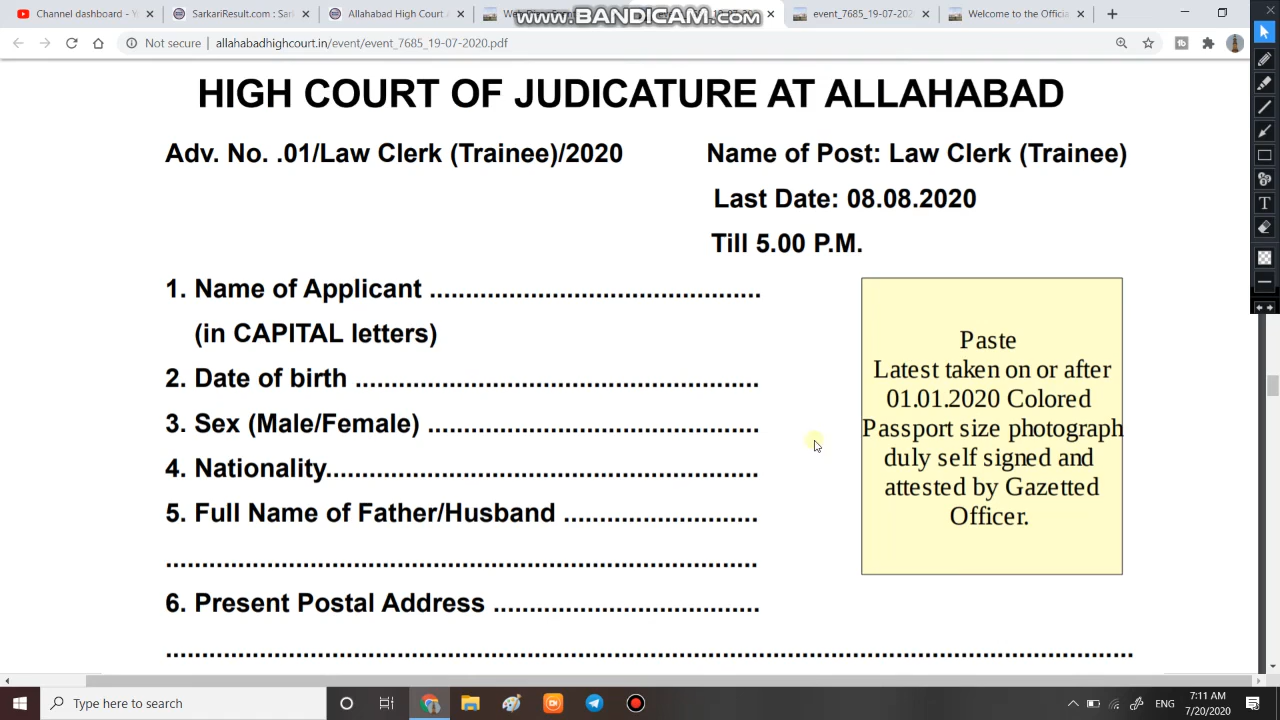 Channel dashboard - Y
SarkariResult.com : Sark
Allahabad High Court A
www.BANDICAM.com
event_7685_19-07-202
Welcome to the Officia
Not secure | allahabadhighcourt.in/event/event_7685_19-07-2020.pdf
HIGH COURT OF JUDICATURE AT ALLAHABAD
Adv. No. .01/Law Clerk (Trainee)/2020
Name of Post: Law Clerk (Trainee)
Last Date: 08.08.2020
Till 5.00 P.M.
1. Name of Applicant ..............................................
(in CAPITAL letters)
2. Date of birth ........................................................
3. Sex (Male/Female) ..............................................
4. Nationality............................................................
5. Full Name of Father/Husband ...........................
..................................................................................
6. Present Postal Address .....................................
......................................................................................................................................
Paste
Latest taken on or after
01.01.2020 Colored
Passport size photograph
duly self signed and
attested by Gazetted
Officer.
Type here to search
ENG
7:11 AM
7/20/2020